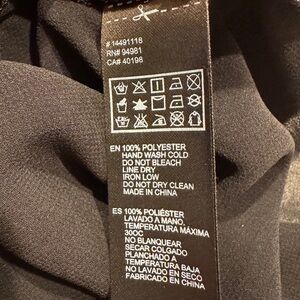 # 14491118
RN# 94981
CA# 40198
EN 100% POLYESTER
HAND WASH COLD
DO NOT BLEACH
LINE DRY
IRON LOW
DO NOT DRY CLEAN
MADE IN CHINA
ES 100% POLIÉSTER
LAVADO A MANO,
TEMPERATURA MÁXIMA
30OC
NO BLANQUEAR
SECAR COLGADO
PLANCHADO A
TEMPERATURA BAJA
NO LAVADO EN SECO
FABRICADO EN CHINA